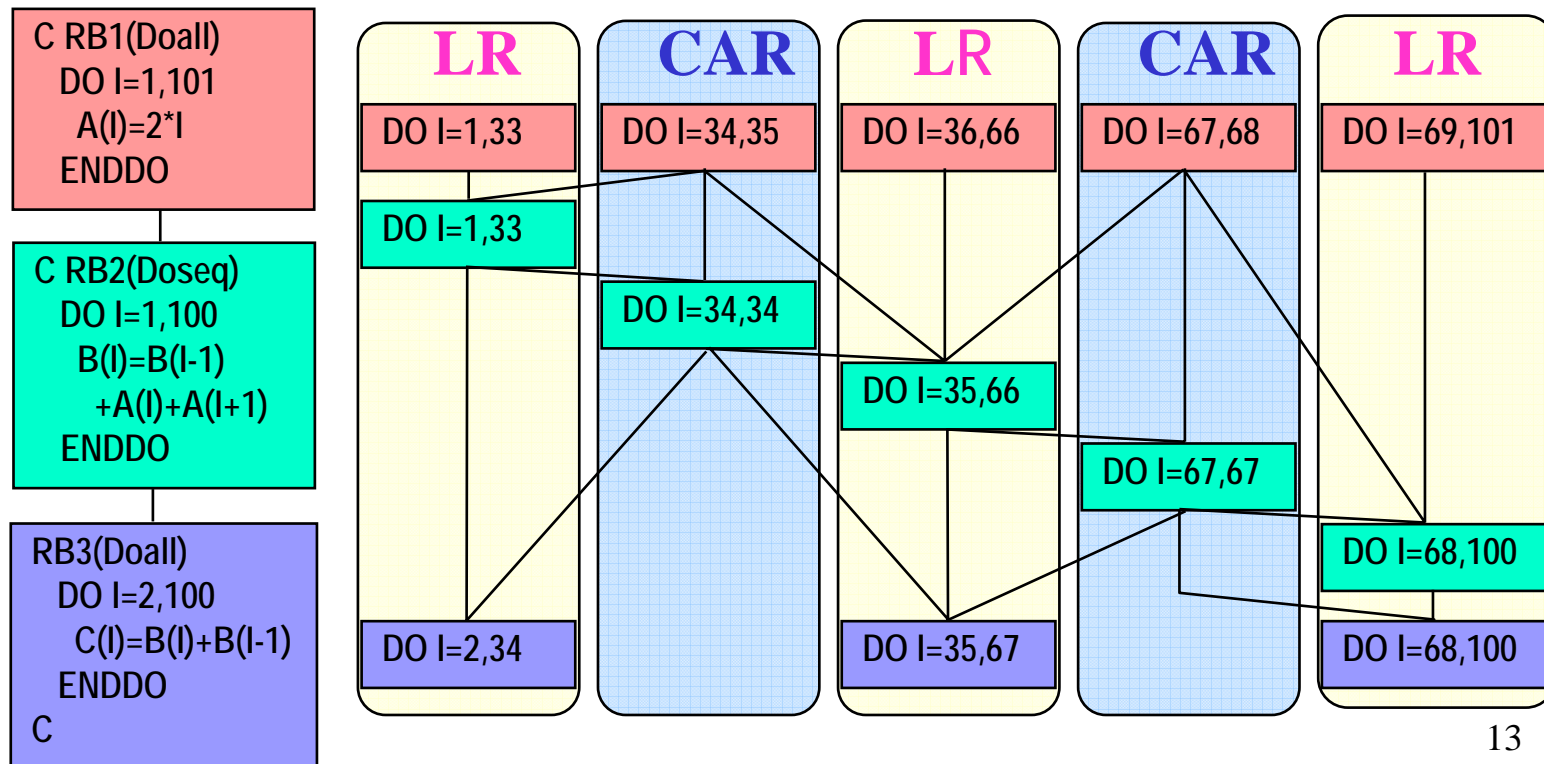 C RB1(Doall)
DO I=1,101
A(I)=2*I
ENDDO
C RB2(Doseq)
DO I=1,100
B(I)=B(I-1)
+A(I)+A(I+1)
ENDDO
RB3(Doall)
DO I=2,100
C(I)=B(I)+B(I-1)
ENDDO
C
LR
CAR
LR
CAR
LR
DO I=1,33
DO I=34,35
DO I=36,66
DO I=67,68
DO I=69,101
DO I=1,33
DO I=34,34
DO I=35,66
DO I=67,67
DO I=68,100
DO I=2,34
DO I=35,67
DO I=68,100
13